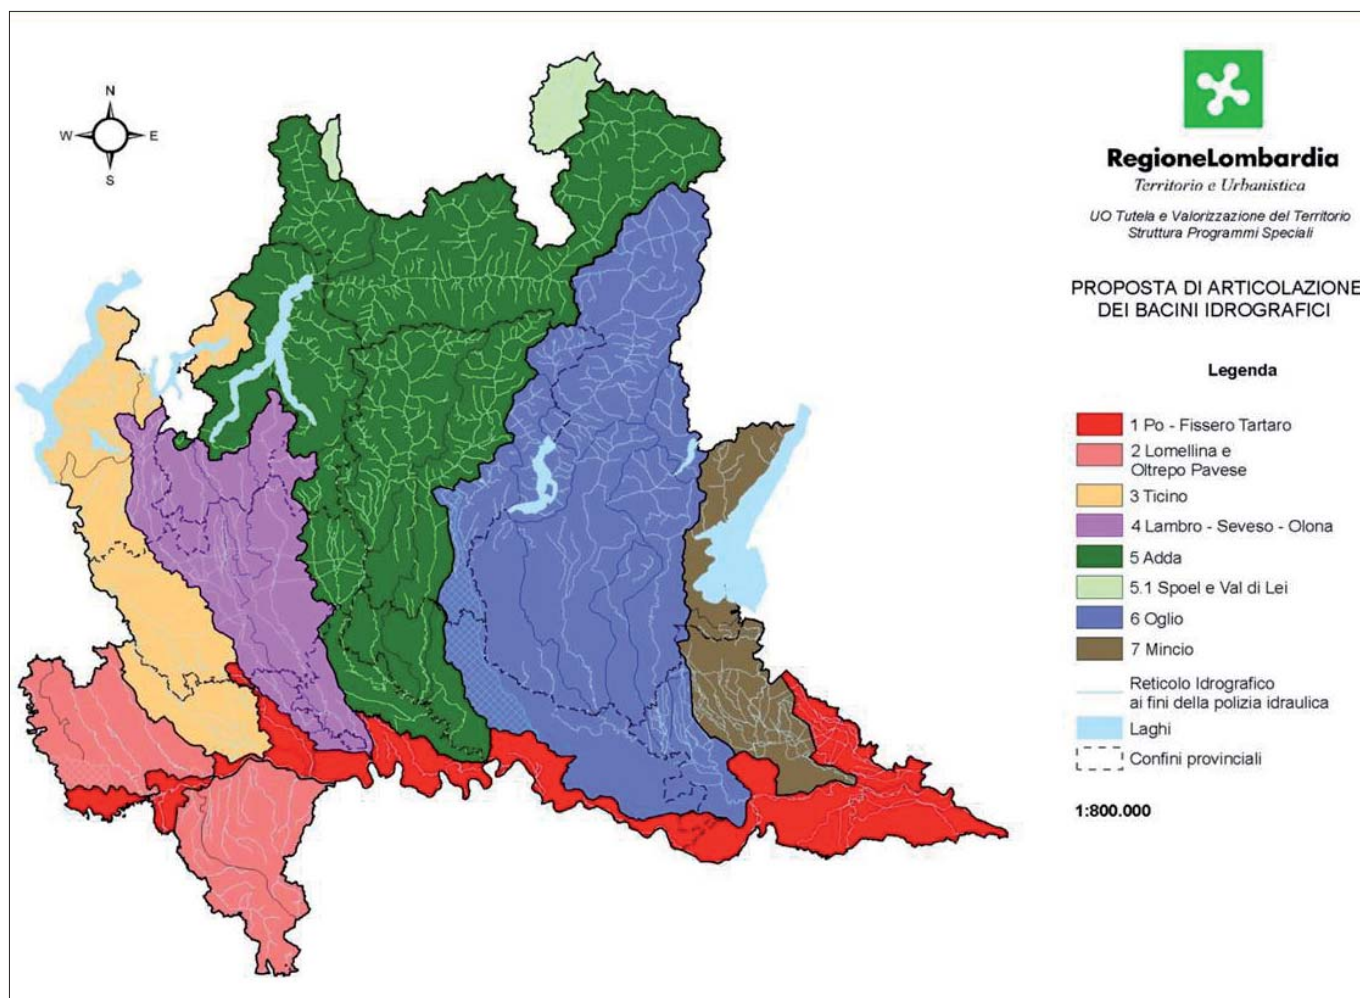 N
W
E
S
RegioneLombardia
Territorio e Urbanistica
UO Tutela e Valorizzazione del Territorio
Struttura Programmi Speciali
PROPOSTA DI ARTICOLAZIONE
DEI BACINI IDROGRAFICI
Legenda
1 Po - Fissero Tartaro
2 Lomellina e
Oltrepo Pavese
3 Ticino
4 Lambro - Seveso - Olona
5 Adda
5.1 Spoel e Val di Lei
6 Oglio
7 Mincio
Reticolo Idrografico
ai fini della polizia idraulica
Laghi
Confini provinciali
1:800.000